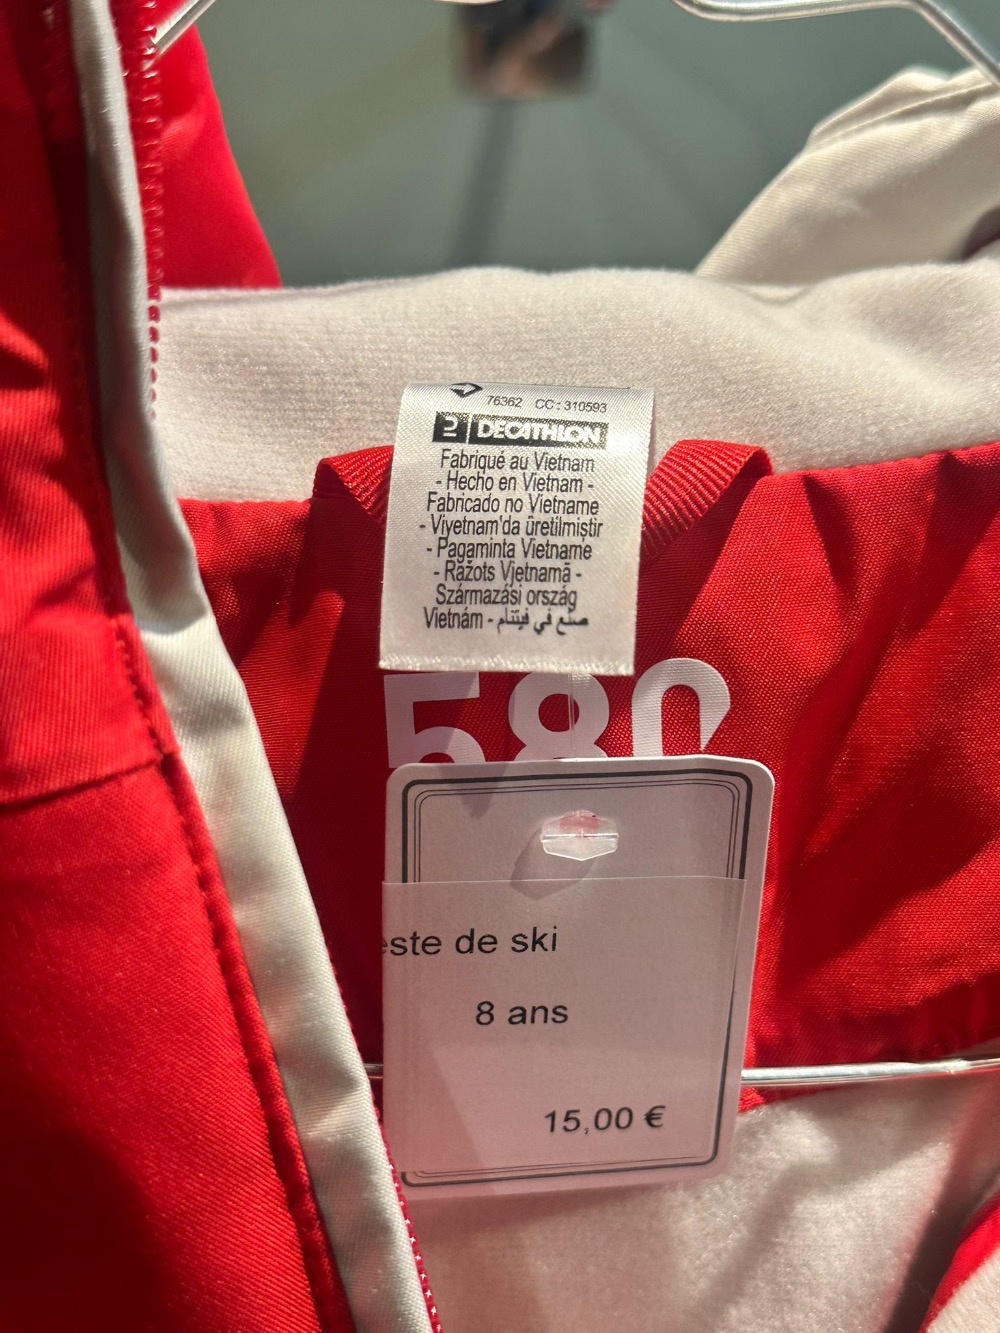 76362 CC : 310593
DECATHLON
Fabriqué au Vietnam
- Hecho en Vietnam -
Fabricado no Vietname
- Viyetnam'da üretilmiştir
- Pagaminta Vietname
- Ražots Vjetnamā -
Származási ország
Vietnám - صنع في فيتنام
580
este de ski
8 ans
15,00 €